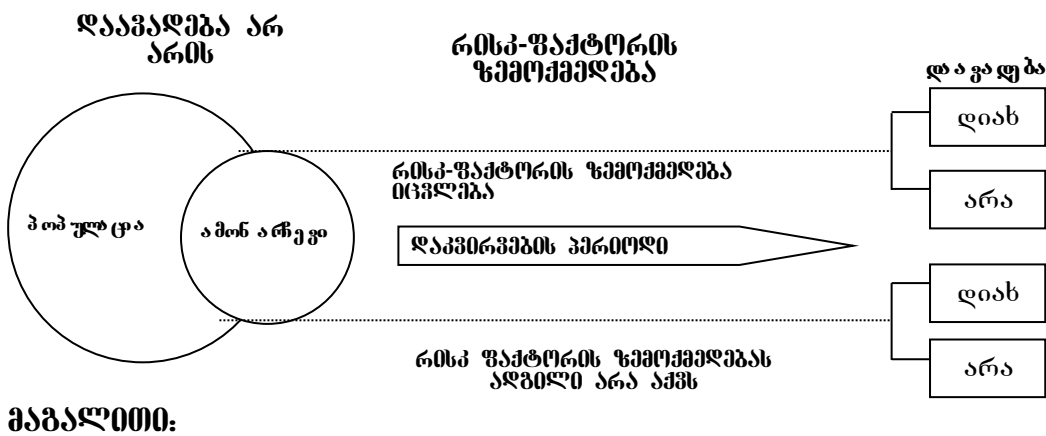 დაავადება არ
არის
რისკ-ფაქტორის
ზემოქმედება
დაავადება
დიახ
რისკ-ფაქტორის ზემოქმედება
იცვლება
არა
პოპულაცია
ამონარჩევი
დაკვირვების პერიოდი
დიახ
რისკ ფაქტორის ზემოქმედებას
ადგილი არა აქვს
არა
მაგალითი: